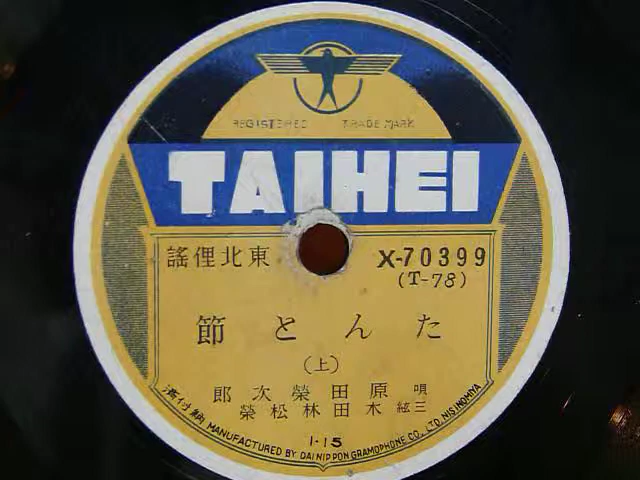 REGISTERED TRADE MARK
TAIHEI
謠俚北東
X-70399
(T-78)
節とんた
(上)
郎次榮田原 唄
榮松林田木 三絃
1-15
濟付納
MANUFACTURED BY DAI NIPPON GRAMOPHONE CO., LTD. NISINOMIYA